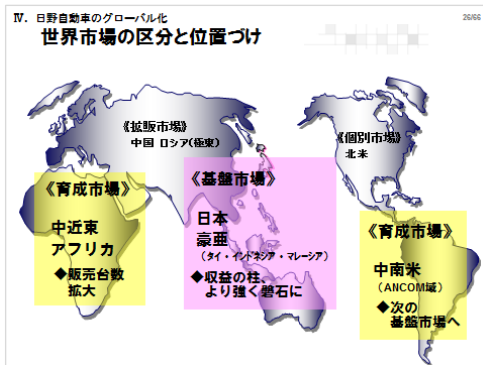 Ⅳ. 日野自動車のグローバル化
26/66
世界市場の区分と位置づけ
《拡販市場》
中国 ロシア(極東)
《個別市場》
北米
《育成市場》
中近東
アフリカ
◆販売台数
拡大
《基盤市場》
日本
豪亜
(タイ・インドネシア・マレーシア)
◆収益の柱、
より強く磐石に
《育成市場》
中南米
(ANCOM域)
◆次の
基盤市場へ